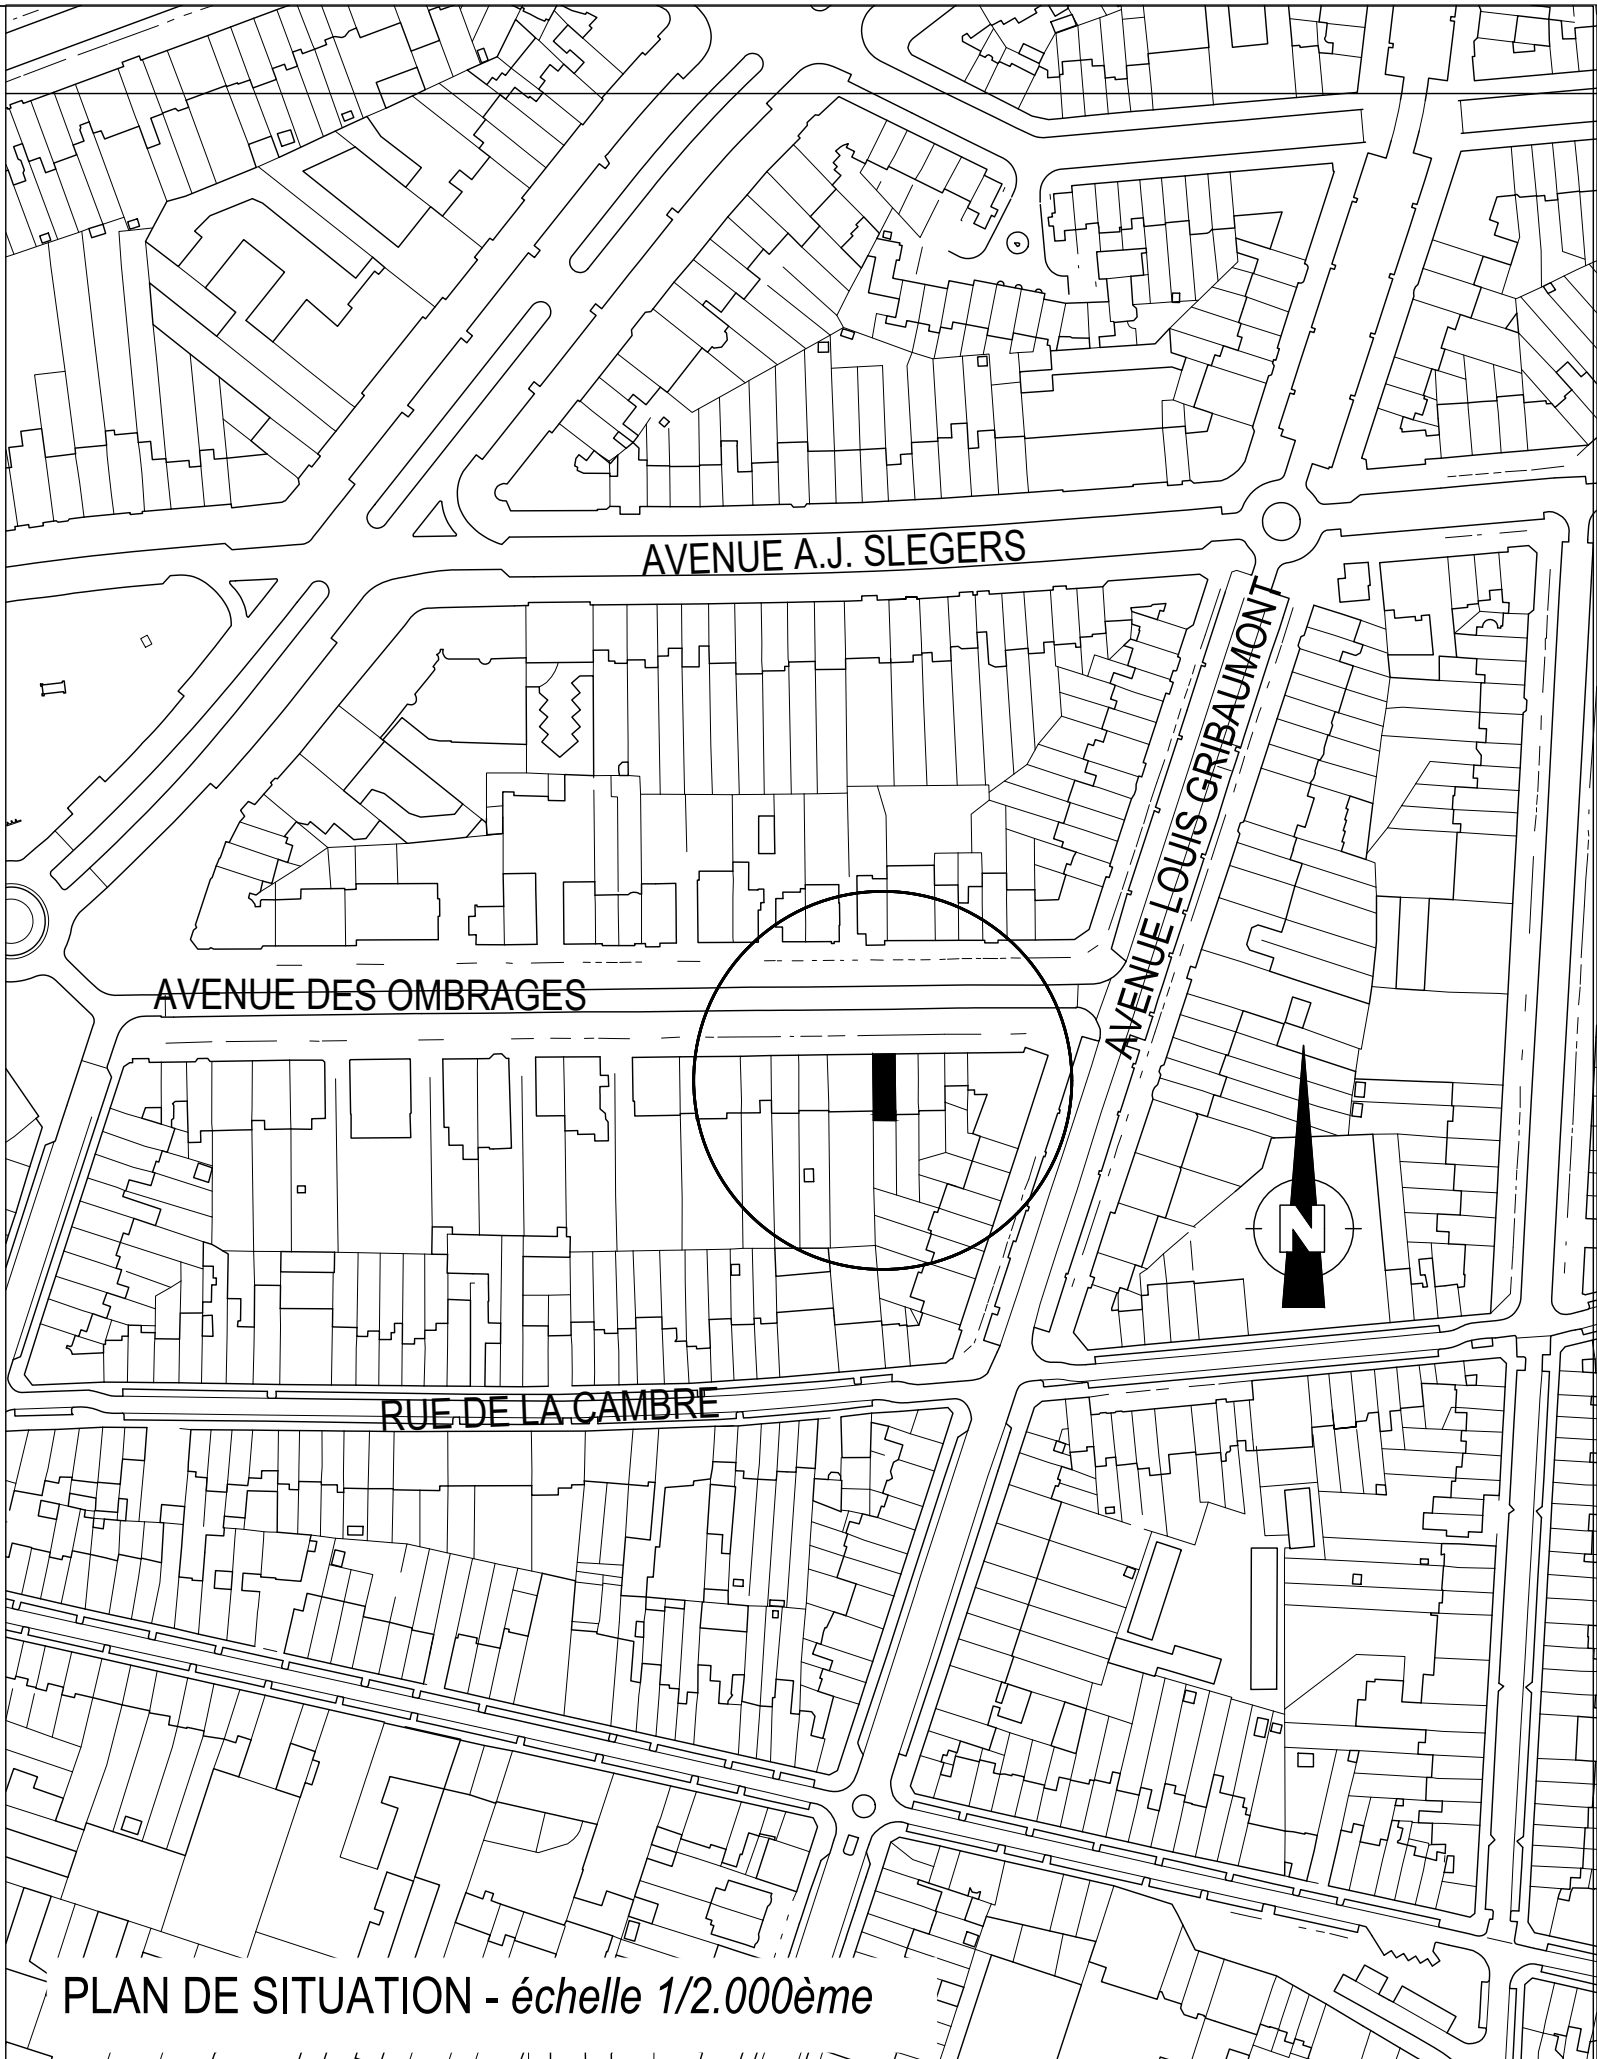 AVENUE A.J. SLEGERS
AVENUE LOUIS GRIBAUMONT
AVENUE DES OMBRAGES
N
RUE DE LA CAMBRE
PLAN DE SITUATION - échelle 1/2.000ème